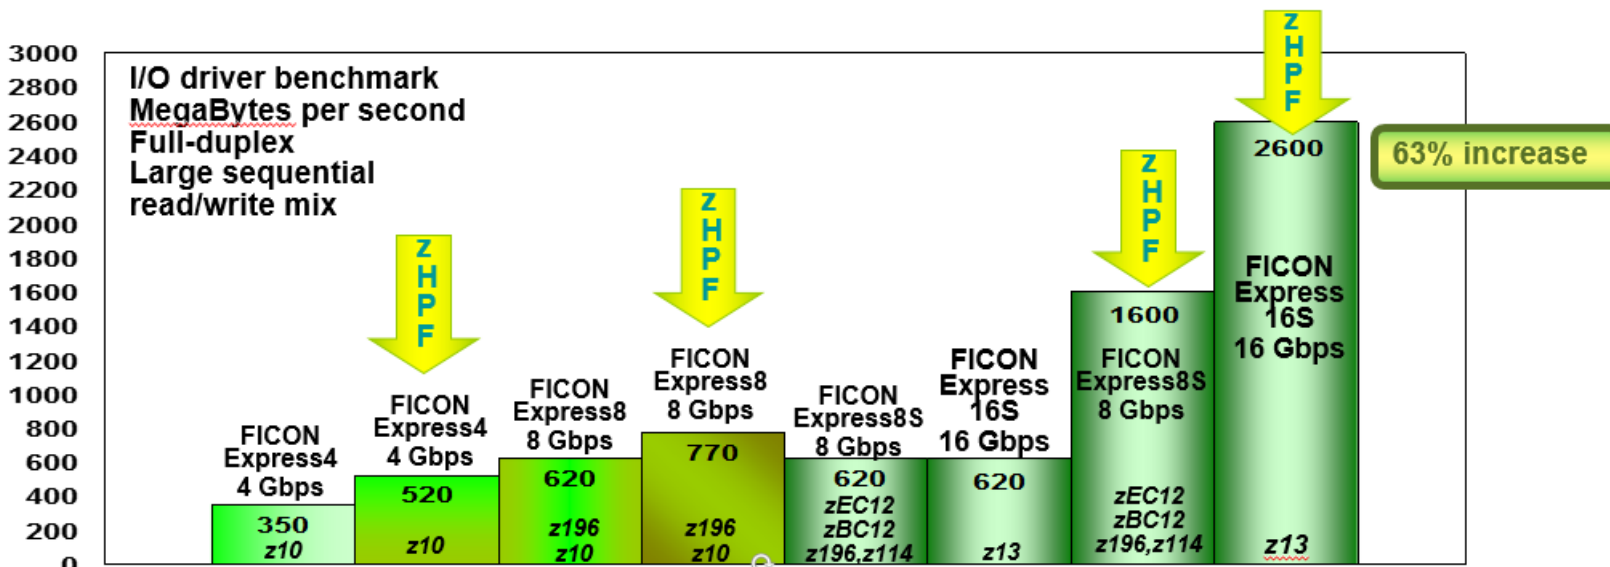 3000
2800
2600
2400
2200
2000
1800
1600
1400
1200
1000
800
600
400
200
0
I/O driver benchmark
MegaBytes per second
Full-duplex
Large sequential
read/write mix
FICON
Express4
4 Gbps
350
z10
z
H
P
F
FICON
Express4
4 Gbps
520
z10
FICON
Express8
8 Gbps
620
z196
z10
z
H
P
F
FICON
Express8
8 Gbps
770
z196
z10
FICON
Express8S
8 Gbps
620
zEC12
zBC12
z196,z114
FICON
Express
16S
16 Gbps
620
z13
z
H
P
F
1600
FICON
Express8S
8 Gbps
zEC12
zBC12
z196,z114
z
H
P
F
2600
FICON
Express
16S
16 Gbps
z13
63% increase